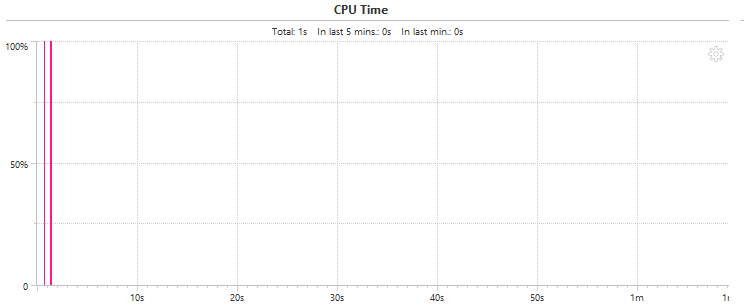 CPU Time
Total: 1s In last 5 mins.: 0s In last min.: 0s
100%
50%
0
10s 20s 30s 40s 50s 1m